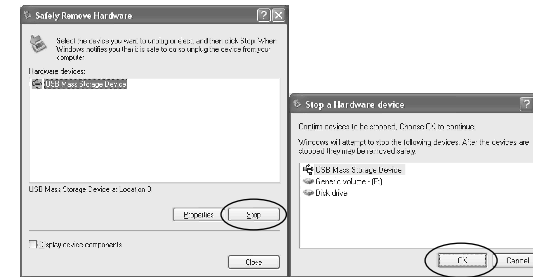 Safely Remove Hardware
Select the device you want to unplug or eject, and then click Stop. When
Windows notifies you that it is safe to do so unplug the device from your
computer.
Hardware devices:
USB Mass Storage Device
USB Mass Storage Device at Location 0
Properties
Stop
Display device components
Close
Stop a Hardware device
Confirm devices to be stopped, Choose OK to continue.
Windows will attempt to stop the following devices. After the devices are
stopped they may be removed safely.
USB Mass Storage Device
Generic volume - (F:)
Disk drive
OK
Cancel